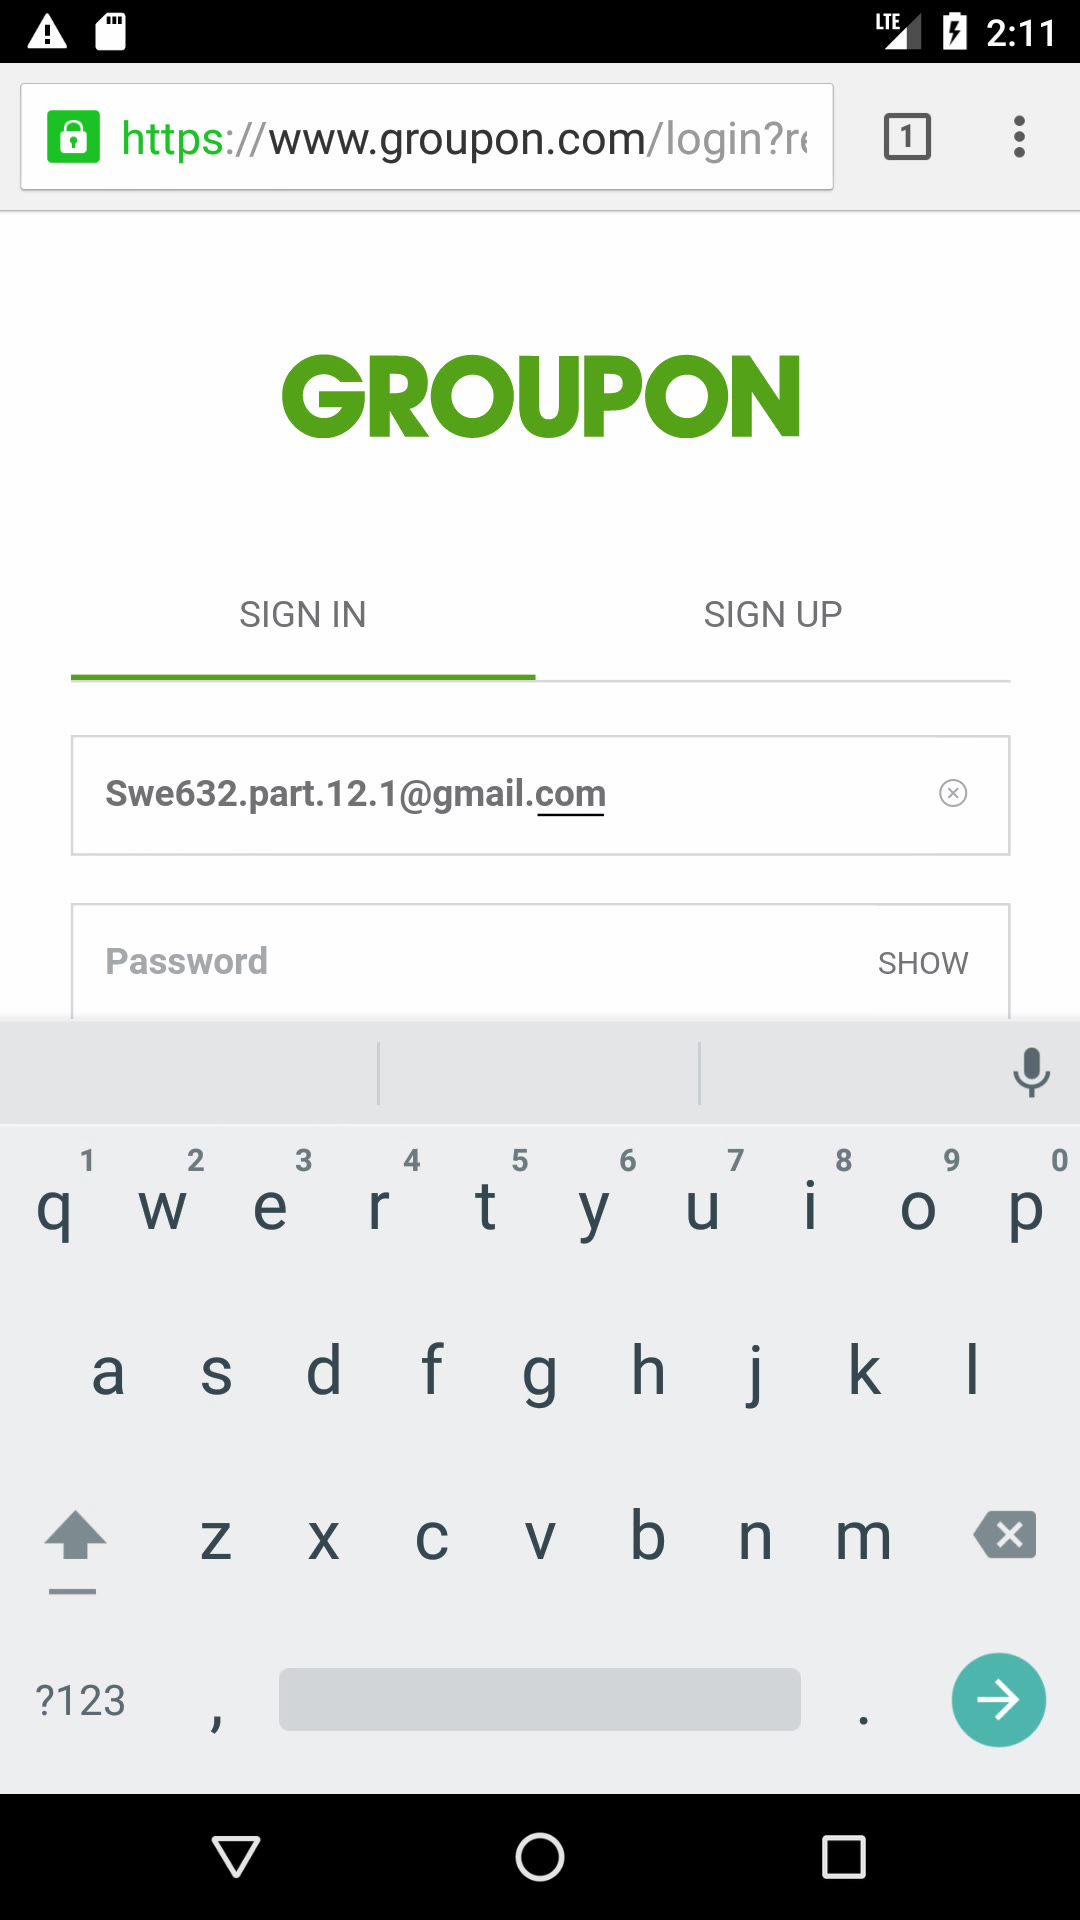 LTE 2:11
https://www.groupon.com/login?re
1
GROUPON
SIGN IN SIGN UP
Swe632.part.12.1@gmail.com
Password SHOW
1 2 3 4 5 6 7 8 9 0
q w e r t y u i o p
a s d f g h j k l
z x c v b n m
?123 , .